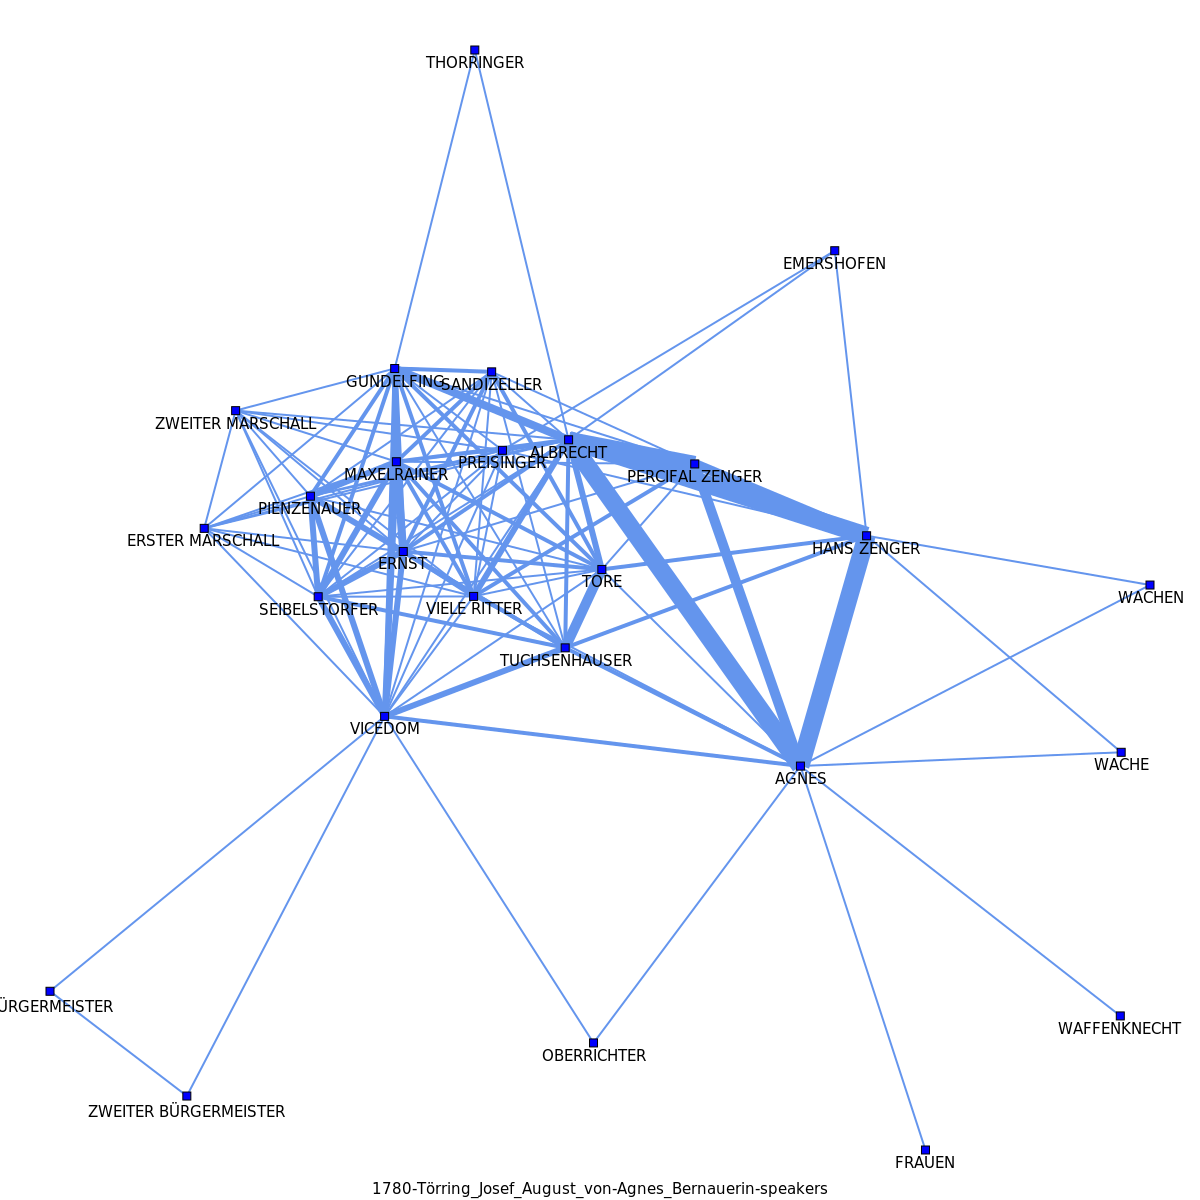 THORRINGER
EMERSHOFEN
GUNDELFING
SANDIZELLER
ZWEITER MARSCHALL
ALBRECHT
PREISINGER
MAXELRAINER
PERCIFAL ZENGER
PIENZENAUER
ERSTER MARSCHALL
HANS ZENGER
ERNST
TORE
WACHEN
SEIBELSTORFER
VIELE RITTER
TUCHSENHAUSER
VICEDOM
WACHE
AGNES
ÜRGERMEISTER
WAFFENKNECHT
OBERRICHTER
ZWEITER BÜRGERMEISTER
FRAUEN
1780-Törring_Josef_August_von-Agnes_Bernauerin-speakers